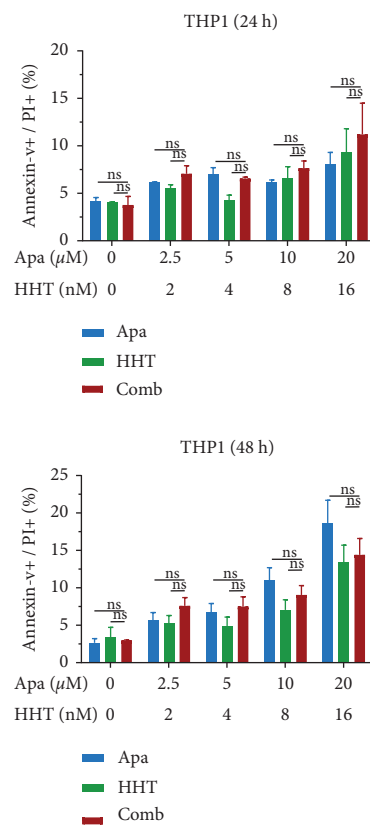 THP1 (24 h)
Annexin-v+ / PI+ (%)
20
15
10
5
0
ns
ns
ns
ns
ns
ns
ns
ns
ns
ns
Apa (µM) 0 2.5 5 10 20
HHT (nM) 0 2 4 8 16
Apa
HHT
Comb
THP1 (48 h)
Annexin-v+ / PI+ (%)
25
20
15
10
5
0
ns
ns
ns
ns
ns
ns
ns
ns
ns
ns
Apa (µM) 0 2.5 5 10 20
HHT (nM) 0 2 4 8 16
Apa
HHT
Comb